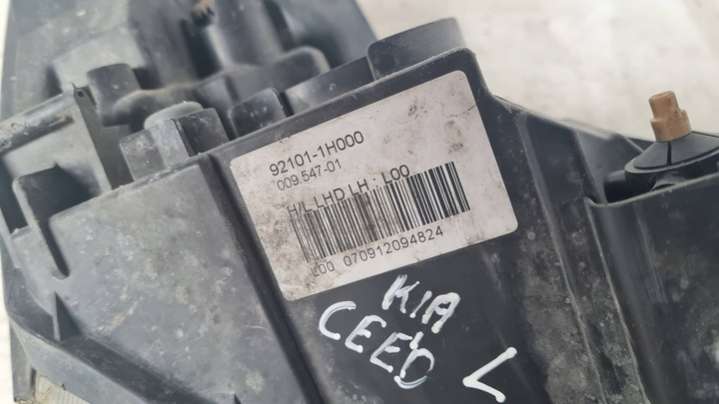 92101-1H000
009.547-01
H/L LHD LH : L00
L00 070912094824
KIA
CEED L